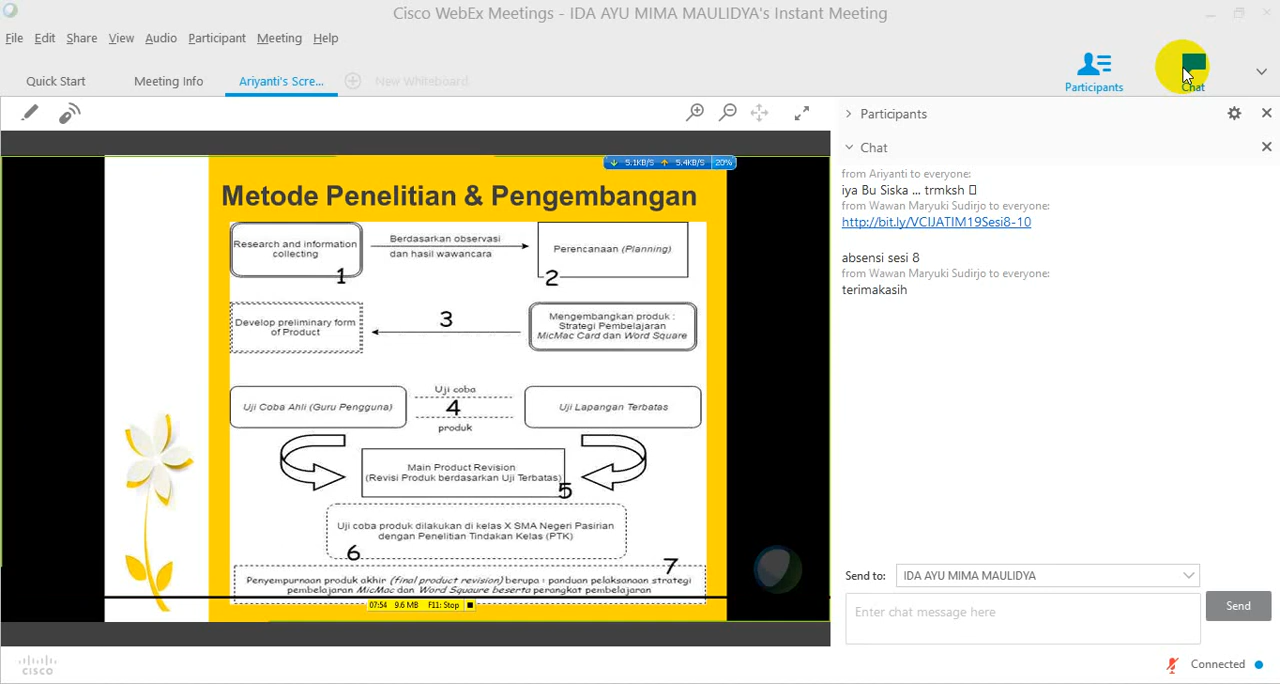 Cisco WebEx Meetings - IDA AYU MIMA MAULIDYA's Instant Meeting
File Edit Share View Audio Participant Meeting Help
Quick Start Meeting Info Ariyanti's Scre... New Whiteboard
Participants Chat
Participants
Chat
from Ariyanti to everyone:
iya Bu Siska ... trmksh
from Wawan Maryuki Sudirjo to everyone:
http://bit.ly/VCIJATIM19Sesi8-10
absensi sesi 8
from Wawan Maryuki Sudirjo to everyone:
terimakasih
Send to: IDA AYU MIMA MAULIDYA
Enter chat message here
Send
Connected
5.1KB/S 5.4KB/S 20%
Metode Penelitian & Pengembangan
Research and information
collecting
1
Berdasarkan observasi
dan hasil wawancara
Perencanaan (Planning)
2
Develop preliminary form
of Product
3
Mengembangkan produk :
Strategi Pembelajaran
MicMac Card dan Word Square
Uji Coba Ahli (Guru Pengguna)
Uji coba
4
produk
Uji Lapangan Terbatas
Main Product Revision
(Revisi Produk berdasarkan Uji Terbatas)
5
Uji coba produk dilakukan di kelas X SMA Negeri Pasirian
dengan Penelitian Tindakan Kelas (PTK)
6
7
Penyempurnaan produk akhir (final product revision) berupa : panduan pelaksanaan strategi
pembelajaran MicMac dan Word Squaure beserta perangkat pembelajaran
07:54 9.6 MB F11: Stop
cisco